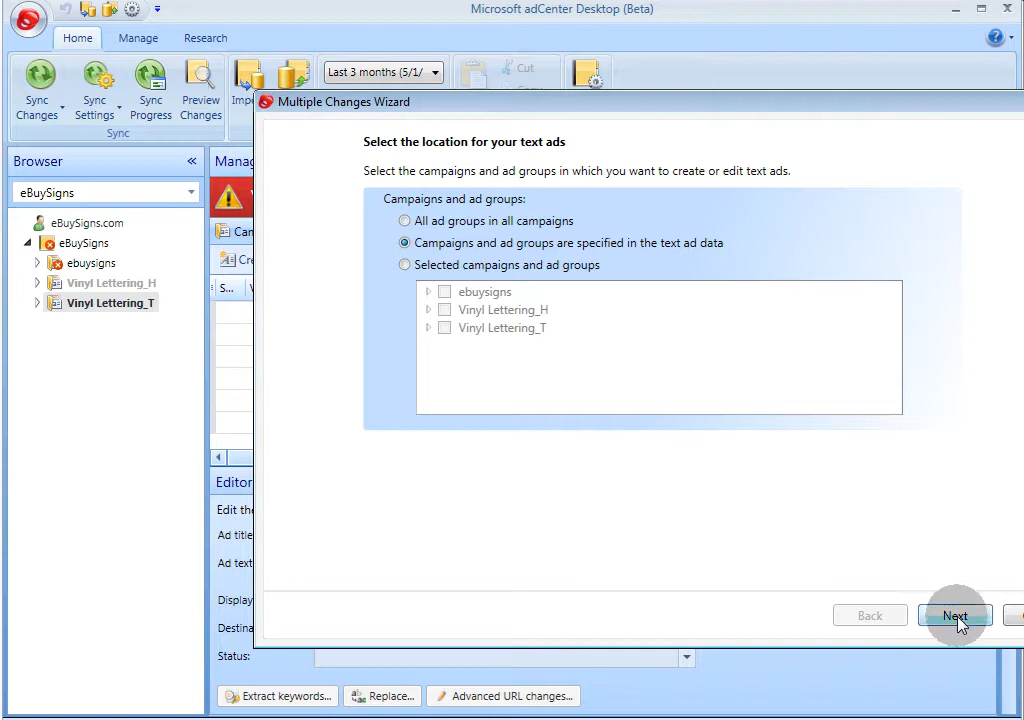 Microsoft adCenter Desktop (Beta)
Home Manage Research
Sync Changes
Sync Settings
Sync Progress
Preview Changes
Sync
Last 3 months (5/1/
Cut
Multiple Changes Wizard
Browser
eBuySigns
eBuySigns.com
eBuySigns
ebuysigns
Vinyl Lettering_H
Vinyl Lettering_T
Select the location for your text ads
Select the campaigns and ad groups in which you want to create or edit text ads.
Campaigns and ad groups:
All ad groups in all campaigns
Campaigns and ad groups are specified in the text ad data
Selected campaigns and ad groups
ebuysigns
Vinyl Lettering_H
Vinyl Lettering_T
Back Next
S...
Editor
Ad title
Ad text
Display
Status:
Extract keywords... Replace... Advanced URL changes...